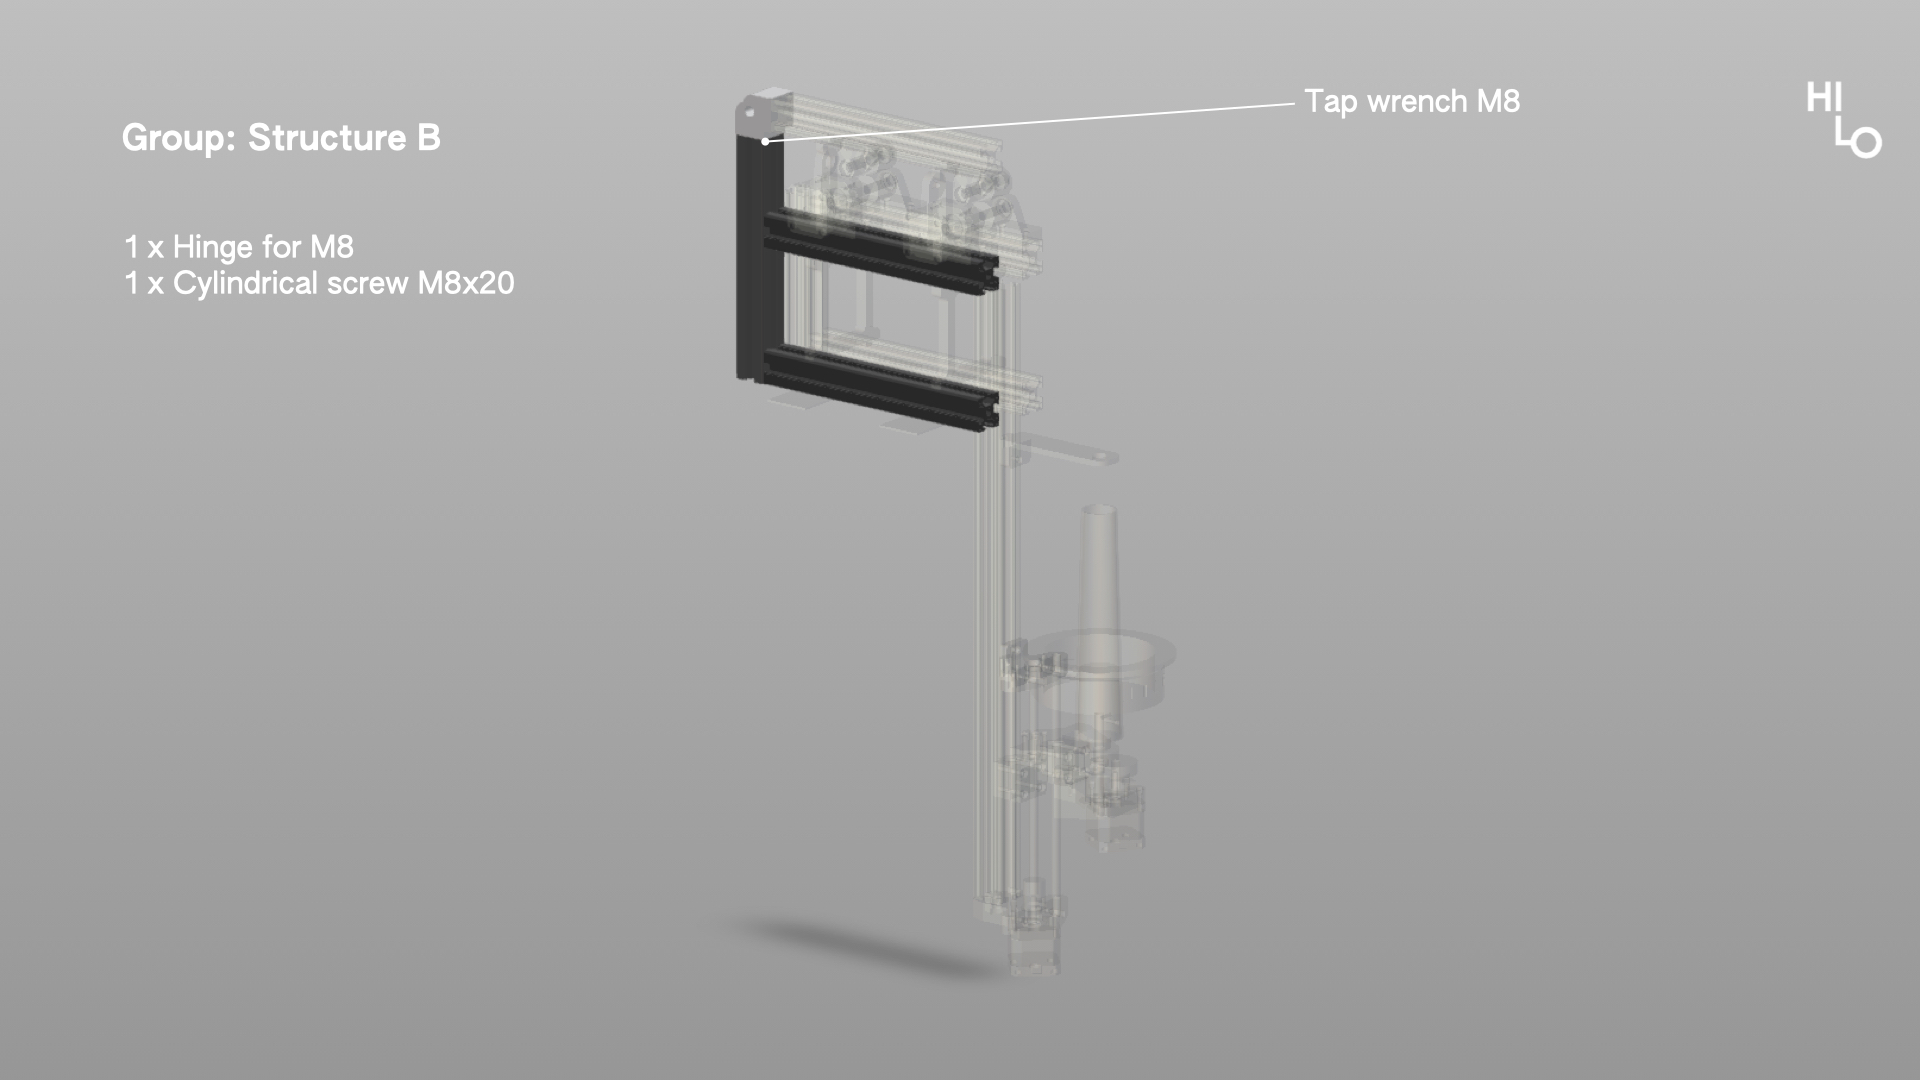 Group: Structure B
1 x Hinge for M8
1 x Cylindrical screw M8x20
Tap wrench M8
HI
LO